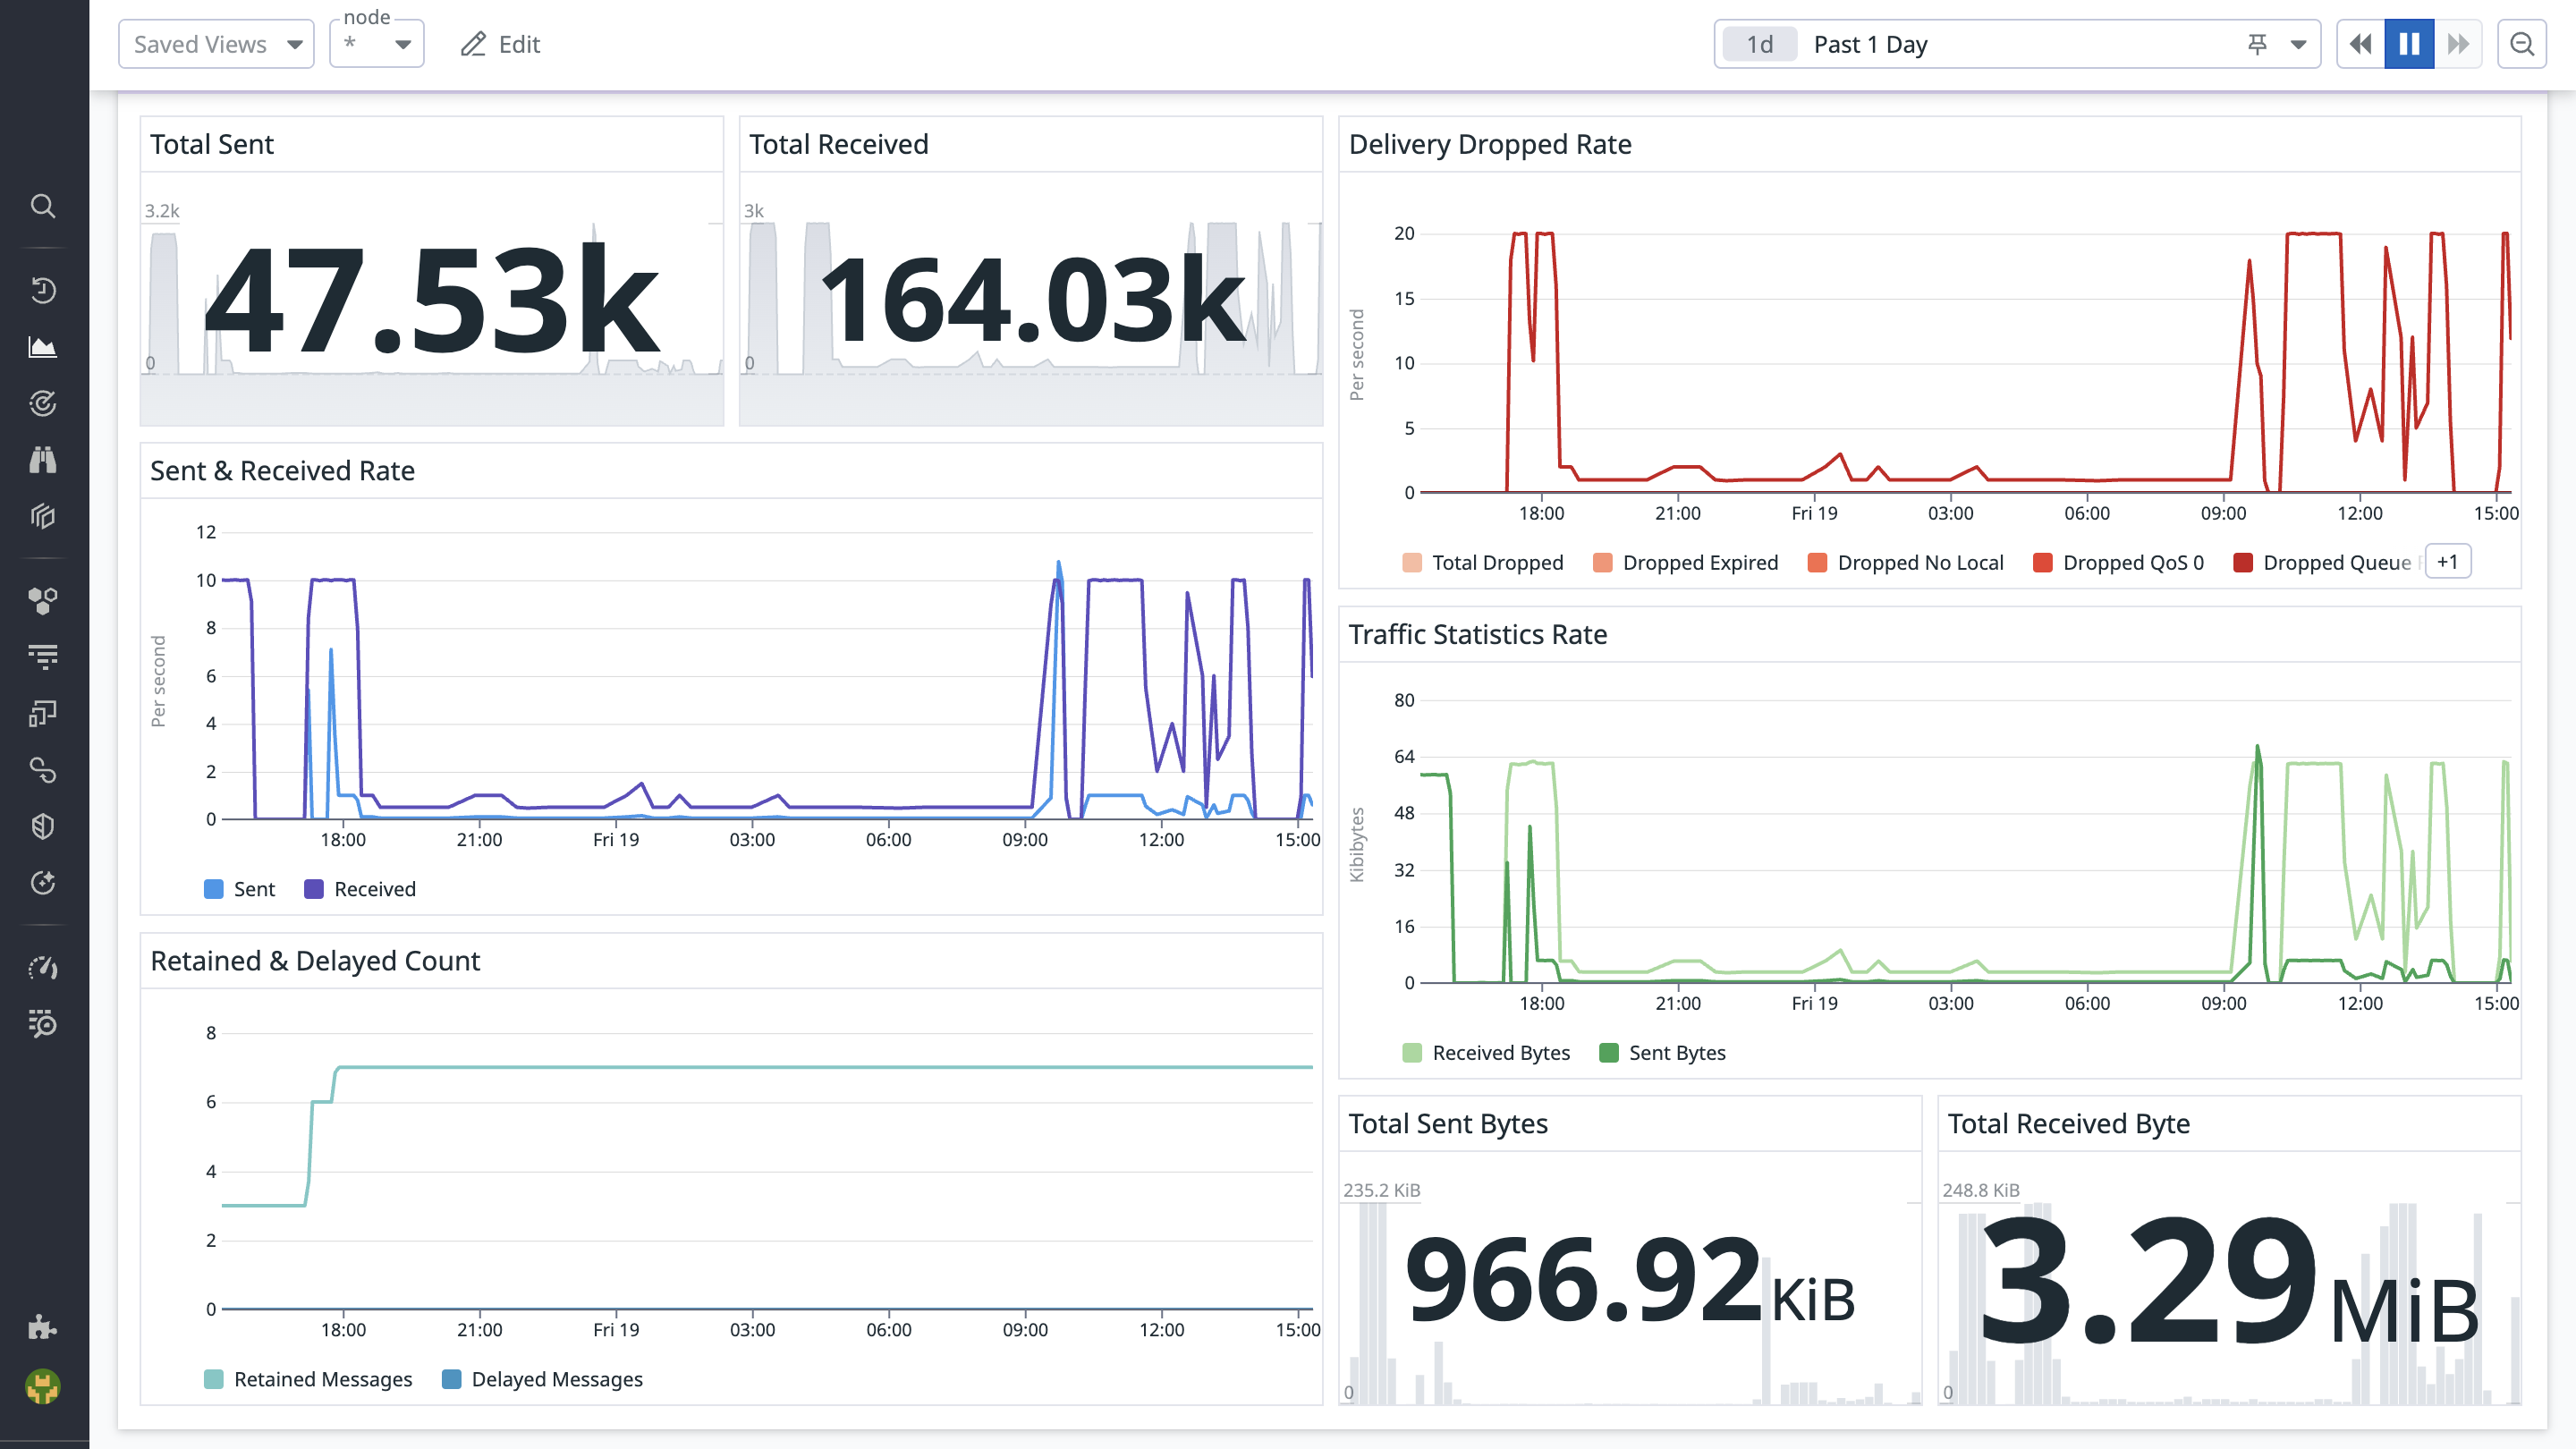 Saved Views
node
*
Edit
1d Past 1 Day
Total Sent
3.2k
47.53k
0
Total Received
3k
164.03k
0
Delivery Dropped Rate
Per second
20
15
10
5
0
18:00 21:00 Fri 19 03:00 06:00 09:00 12:00 15:00
Total Dropped Dropped Expired Dropped No Local Dropped QoS 0 Dropped Queue +1
Sent & Received Rate
Per second
12
10
8
6
4
2
0
18:00 21:00 Fri 19 03:00 06:00 09:00 12:00 15:00
Sent Received
Traffic Statistics Rate
Kibibytes
80
64
48
32
16
0
18:00 21:00 Fri 19 03:00 06:00 09:00 12:00 15:00
Received Bytes Sent Bytes
Retained & Delayed Count
8
6
4
2
0
18:00 21:00 Fri 19 03:00 06:00 09:00 12:00 15:00
Retained Messages Delayed Messages
Total Sent Bytes
235.2 KiB
966.92 KiB
0
Total Received Byte
248.8 KiB
3.29 MiB
0